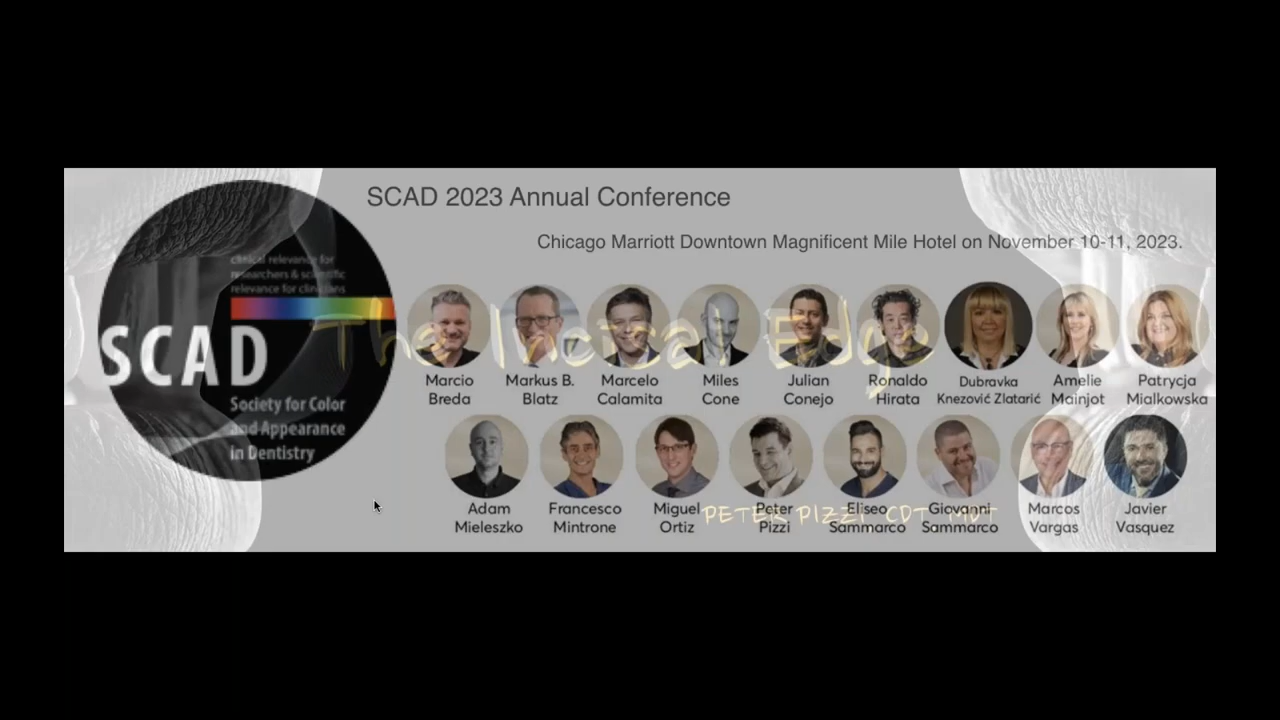 SCAD 2023 Annual Conference
Chicago Marriott Downtown Magnificent Mile Hotel on November 10-11, 2023.
clinical relevance for
researchers & scientific
relevance for clinicians
SCAD
Society for Color
and Appearance
in Dentistry
The Incisal Edge
Marcio Breda
Markus B. Blatz
Marcelo Calamita
Miles Cone
Julian Conejo
Ronaldo Hirata
Dubravka Knezović Zlatarić
Amelie Mainjot
Patrycja Mialkowska
Adam Mieleszko
Francesco Mintrone
Miguel Ortiz
Peter Pizzi
Eliseo Sammarco
Giovanni Sammarco
Marcos Vargas
Javier Vasquez
PETER PIZZI CDT MDT